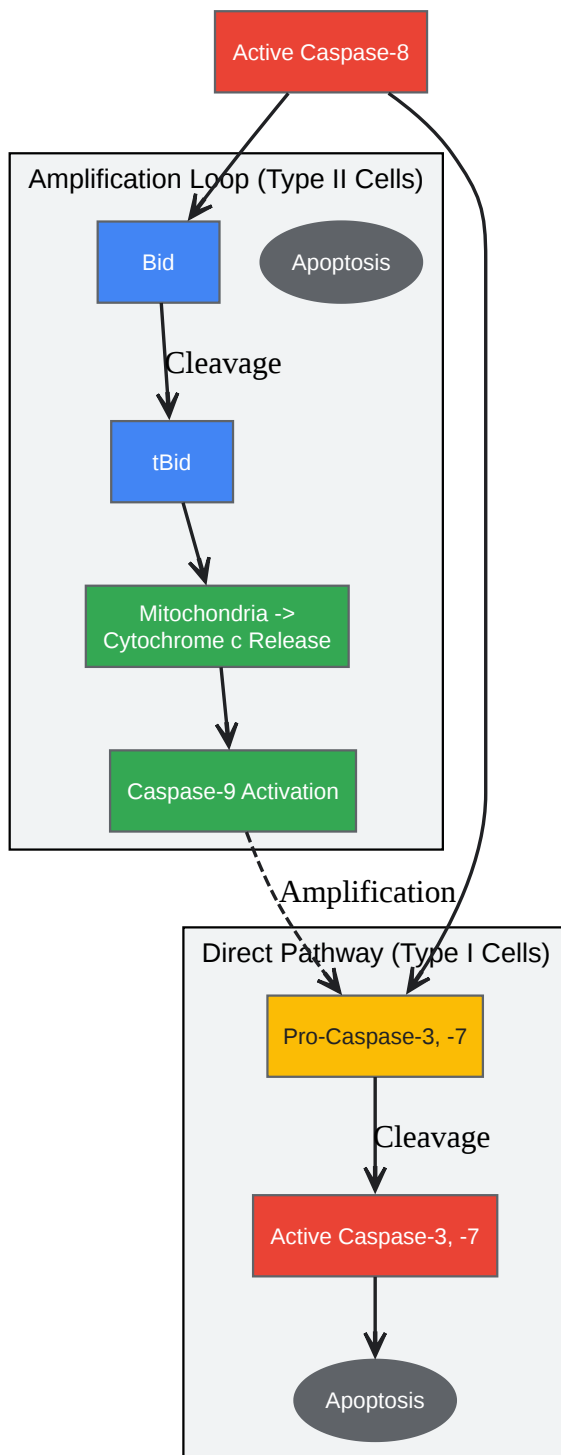 Active Caspase-8
Amplification Loop (Type II Cells)
Bid
Apoptosis
Cleavage
tBid
Mitochondria ->
Cytochrome c Release
Caspase-9 Activation
Amplification
Direct Pathway (Type I Cells)
Pro-Caspase-3, -7
Cleavage
Active Caspase-3, -7
Apoptosis